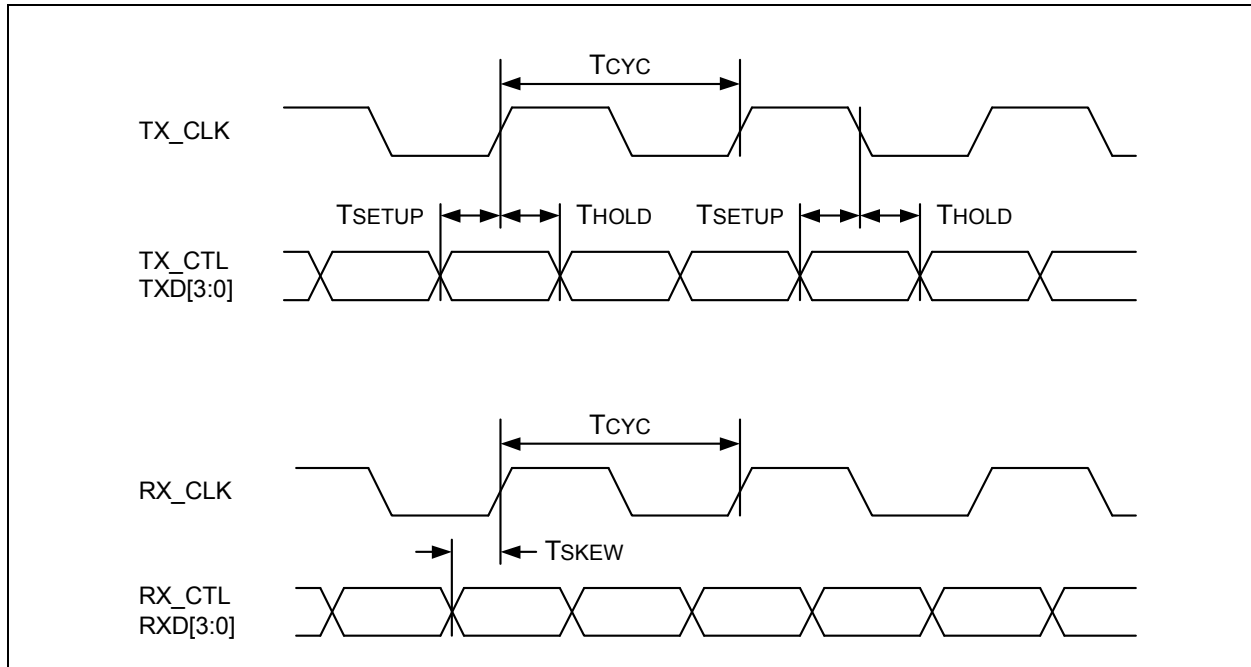 TCYC
TX_CLK
TSETUP THOLD TSETUP THOLD
TX_CTL
TXD[3:0]
TCYC
RX_CLK
TSKEW
RX_CTL
RXD[3:0]